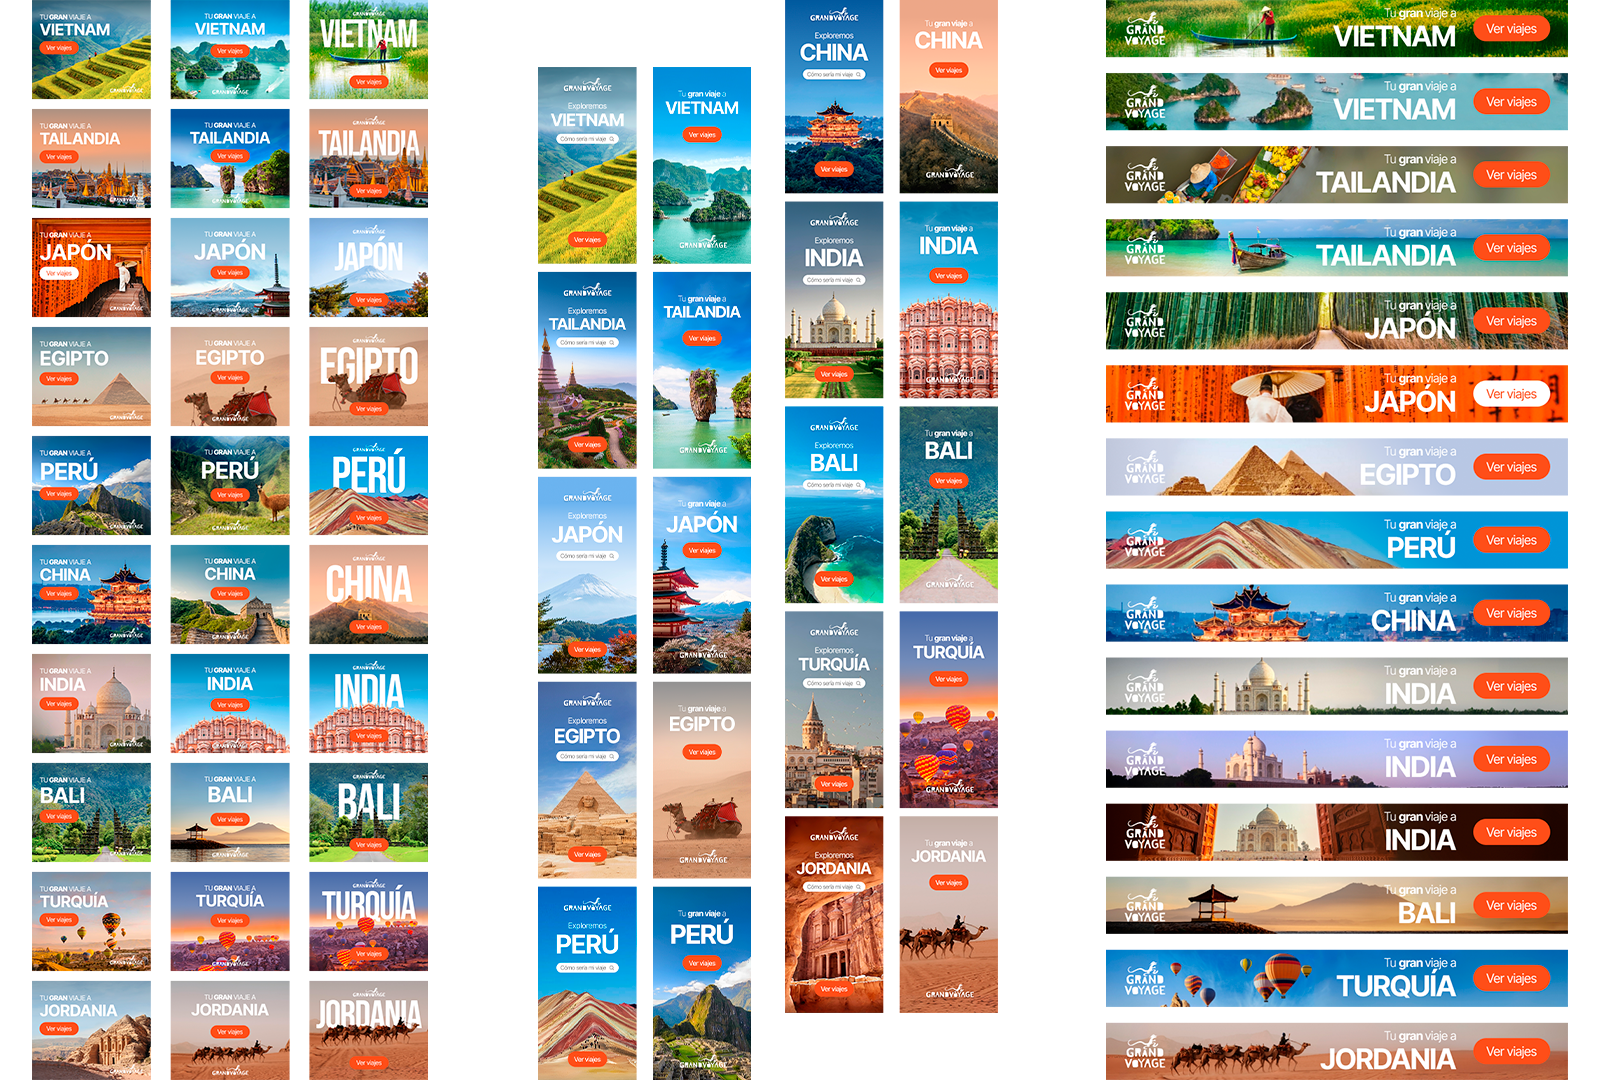 TU GRAN VIAJE A
VIETNAM
Ver viajes
GRANDVOYAGE
TU GRAN VIAJE A
VIETNAM
Ver viajes
GRANDVOYAGE
GRANDVOYAGE
VIETNAM
Ver viajes
TU GRAN VIAJE A
TAILANDIA
Ver viajes
GRANDVOYAGE
TU GRAN VIAJE A
TAILANDIA
Ver viajes
GRANDVOYAGE
GRANDVOYAGE
TAILANDIA
Ver viajes
TU GRAN VIAJE A
JAPÓN
Ver viajes
GRANDVOYAGE
TU GRAN VIAJE A
JAPÓN
Ver viajes
GRANDVOYAGE
GRANDVOYAGE
JAPÓN
Ver viajes
TU GRAN VIAJE A
EGIPTO
Ver viajes
GRANDVOYAGE
TU GRAN VIAJE A
EGIPTO
Ver viajes
GRANDVOYAGE
GRANDVOYAGE
EGIPTO
Ver viajes
TU GRAN VIAJE A
PERÚ
Ver viajes
GRANDVOYAGE
TU GRAN VIAJE A
PERÚ
Ver viajes
GRANDVOYAGE
GRANDVOYAGE
PERÚ
Ver viajes
TU GRAN VIAJE A
CHINA
Ver viajes
GRANDVOYAGE
TU GRAN VIAJE A
CHINA
Ver viajes
GRANDVOYAGE
GRANDVOYAGE
CHINA
Ver viajes
TU GRAN VIAJE A
INDIA
Ver viajes
GRANDVOYAGE
TU GRAN VIAJE A
INDIA
Ver viajes
GRANDVOYAGE
GRANDVOYAGE
INDIA
Ver viajes
TU GRAN VIAJE A
BALI
Ver viajes
GRANDVOYAGE
TU GRAN VIAJE A
BALI
Ver viajes
GRANDVOYAGE
GRANDVOYAGE
BALI
Ver viajes
TU GRAN VIAJE A
TURQUÍA
Ver viajes
GRANDVOYAGE
TU GRAN VIAJE A
TURQUÍA
Ver viajes
GRANDVOYAGE
GRANDVOYAGE
TURQUÍA
Ver viajes
TU GRAN VIAJE A
JORDANIA
Ver viajes
GRANDVOYAGE
TU GRAN VIAJE A
JORDANIA
Ver viajes
GRANDVOYAGE
GRANDVOYAGE
JORDANIA
Ver viajes
GRANDVOYAGE
Exploremos
VIETNAM
Cómo sería mi viaje
Ver viajes
Tu gran viaje a
VIETNAM
Ver viajes
GRANDVOYAGE
GRANDVOYAGE
Exploremos
TAILANDIA
Cómo sería mi viaje
Ver viajes
Tu gran viaje a
TAILANDIA
Ver viajes
GRANDVOYAGE
GRANDVOYAGE
Exploremos
JAPÓN
Cómo sería mi viaje
Ver viajes
Tu gran viaje a
JAPÓN
Ver viajes
GRANDVOYAGE
GRANDVOYAGE
Exploremos
EGIPTO
Cómo sería mi viaje
Ver viajes
Tu gran viaje a
EGIPTO
Ver viajes
GRANDVOYAGE
GRANDVOYAGE
Exploremos
PERÚ
Cómo sería mi viaje
Ver viajes
Tu gran viaje a
PERÚ
Ver viajes
GRANDVOYAGE
GRANDVOYAGE
Exploremos
CHINA
Cómo sería mi viaje
Ver viajes
Tu gran viaje a
CHINA
Ver viajes
GRANDVOYAGE
GRANDVOYAGE
Exploremos
INDIA
Cómo sería mi viaje
Ver viajes
Tu gran viaje a
INDIA
Ver viajes
GRANDVOYAGE
GRANDVOYAGE
Exploremos
BALI
Cómo sería mi viaje
Ver viajes
Tu gran viaje a
BALI
Ver viajes
GRANDVOYAGE
GRANDVOYAGE
Exploremos
TURQUÍA
Cómo sería mi viaje
Ver viajes
Tu gran viaje a
TURQUÍA
Ver viajes
GRANDVOYAGE
GRANDVOYAGE
Exploremos
JORDANIA
Cómo sería mi viaje
Ver viajes
Tu gran viaje a
JORDANIA
Ver viajes
GRANDVOYAGE
GRAND
VOYAGE
Tu gran viaje a
VIETNAM
Ver viajes
GRAND
VOYAGE
Tu gran viaje a
VIETNAM
Ver viajes
GRAND
VOYAGE
Tu gran viaje a
TAILANDIA
Ver viajes
GRAND
VOYAGE
Tu gran viaje a
TAILANDIA
Ver viajes
GRAND
VOYAGE
Tu gran viaje a
JAPÓN
Ver viajes
GRAND
VOYAGE
Tu gran viaje a
JAPÓN
Ver viajes
GRAND
VOYAGE
Tu gran viaje a
EGIPTO
Ver viajes
GRAND
VOYAGE
Tu gran viaje a
PERÚ
Ver viajes
GRAND
VOYAGE
Tu gran viaje a
CHINA
Ver viajes
GRAND
VOYAGE
Tu gran viaje a
INDIA
Ver viajes
GRAND
VOYAGE
Tu gran viaje a
INDIA
Ver viajes
GRAND
VOYAGE
Tu gran viaje a
INDIA
Ver viajes
GRAND
VOYAGE
Tu gran viaje a
BALI
Ver viajes
GRAND
VOYAGE
Tu gran viaje a
TURQUÍA
Ver viajes
GRAND
VOYAGE
Tu gran viaje a
JORDANIA
Ver viajes